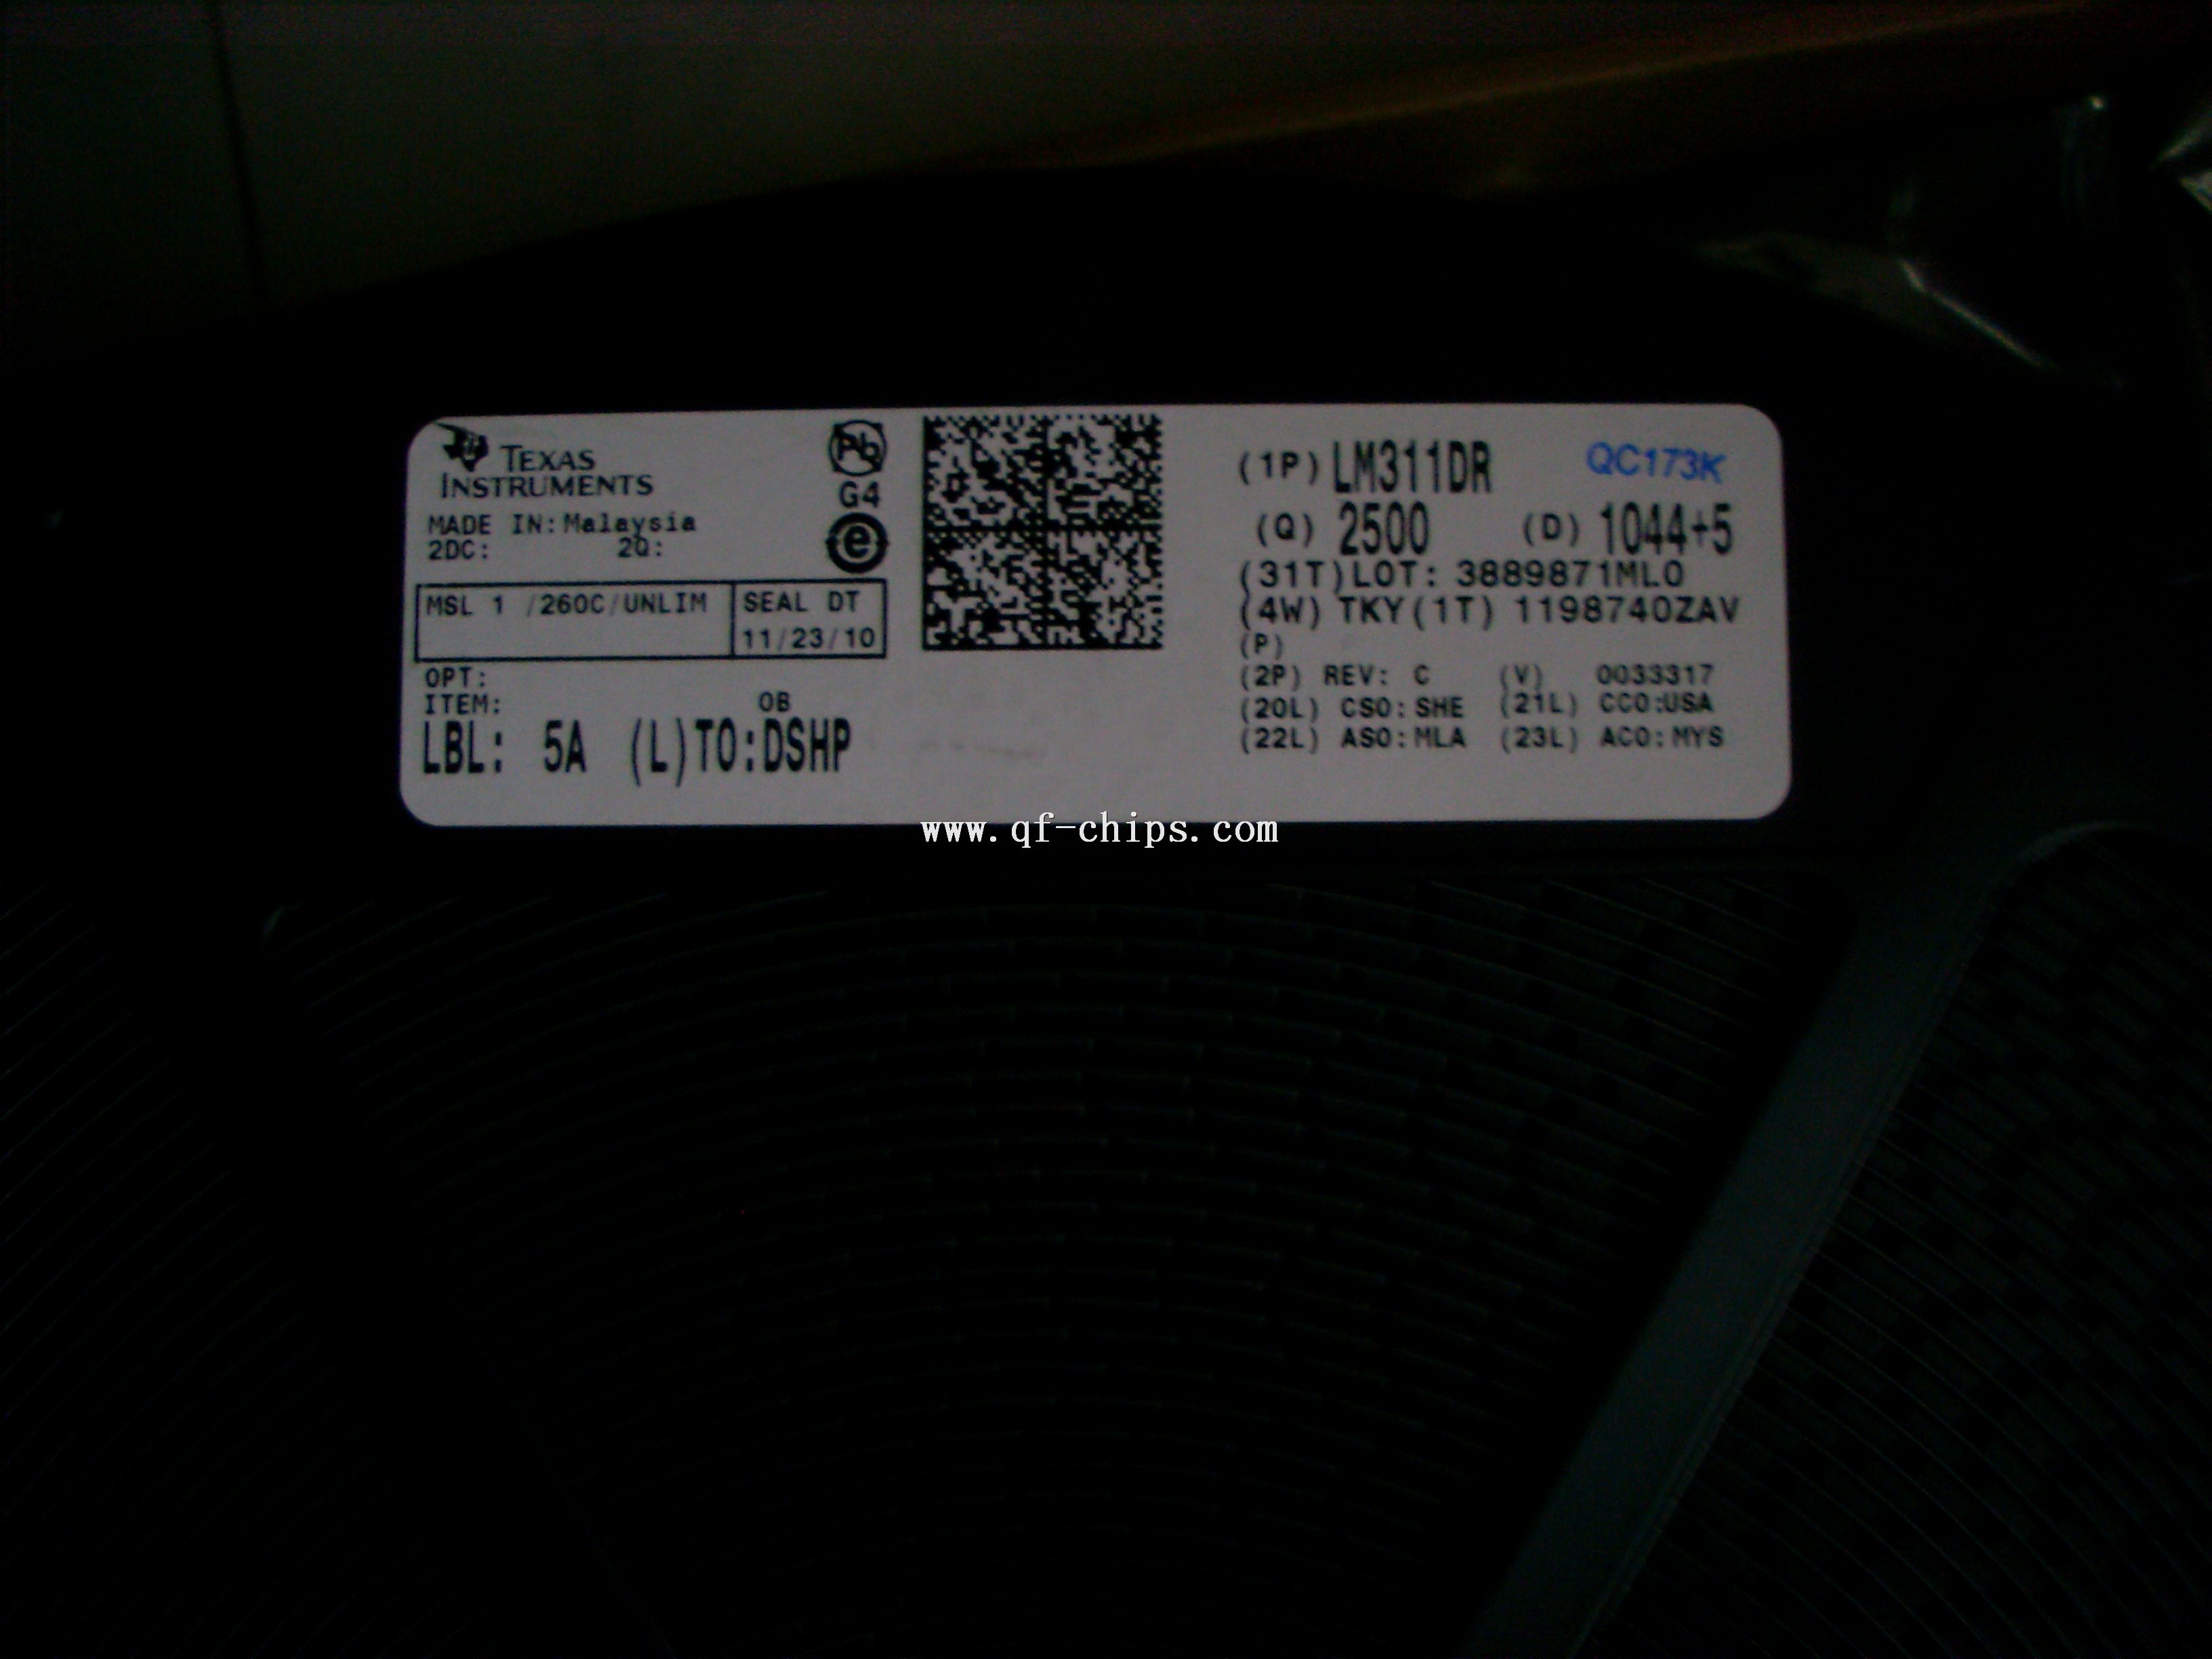 TEXAS
INSTRUMENTS
MADE IN:Malaysia
2DC: 2Q:
Pb
G4
e
MSL 1 /260C/UNLIM
SEAL DT
11/23/10
OPT:
ITEM: OB
LBL: 5A (L)TO:DSHP
(1P) LM311DR QC173K
(Q) 2500 (D) 1044+5
(31T)LOT: 3889871ML0
(4W) TKY(1T) 1198740ZAV
(P)
(2P) REV: C (V) 0033317
(20L) CSO:SHE (21L) CCO:USA
(22L) ASO:MLA (23L) ACO:MYS
www.qf-chips.com